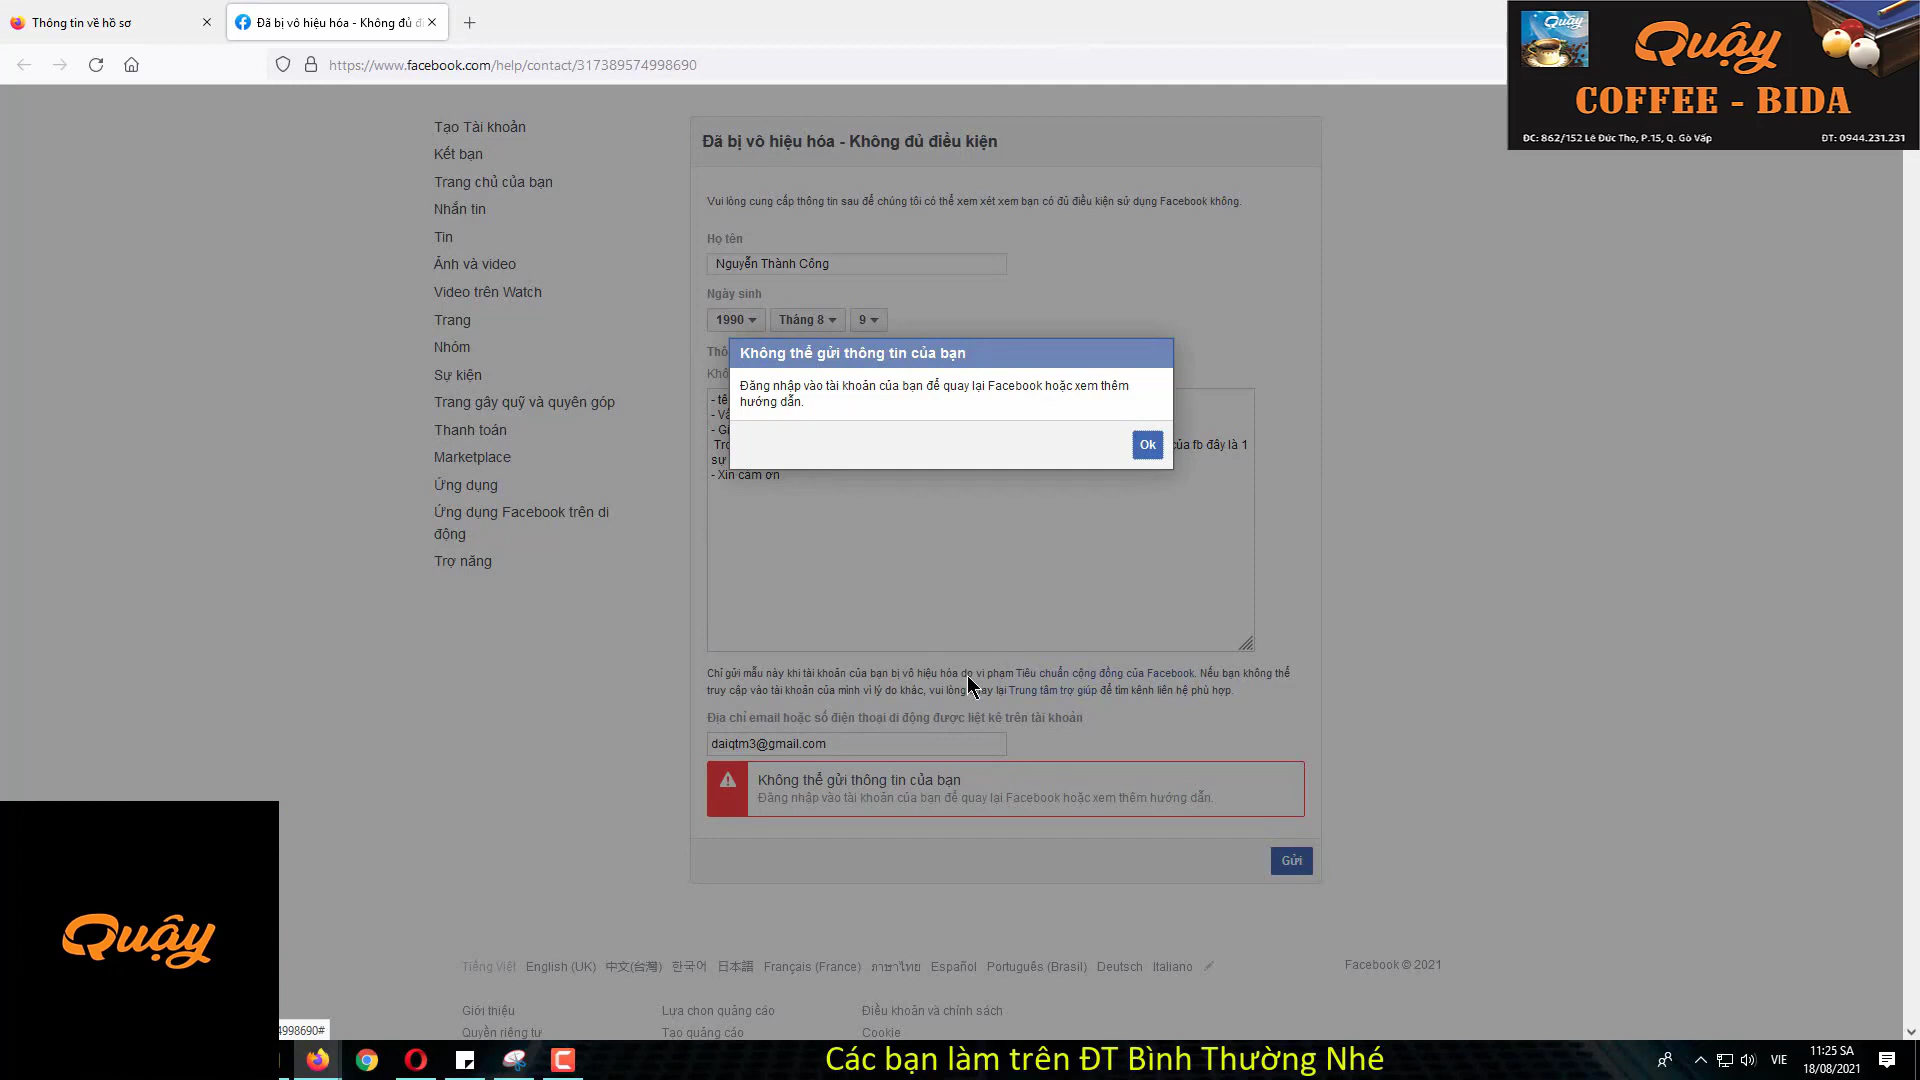 Thông tin về hồ sơ
Đã bị vô hiệu hóa - Không đủ đi
https://www.facebook.com/help/contact/317389574998690
Quậy
Quậy
COFFEE - BIDA
ĐC: 862/152 Lê Đức Thọ, P.15, Q. Gò Vấp
ĐT: 0944.231.231
Tạo Tài khoản
Kết bạn
Trang chủ của bạn
Nhắn tin
Tin
Ảnh và video
Video trên Watch
Trang
Nhóm
Sự kiện
Trang gây quỹ và quyên góp
Thanh toán
Marketplace
Ứng dụng
Ứng dụng Facebook trên di
động
Trợ năng
Đã bị vô hiệu hóa - Không đủ điều kiện
Vui lòng cung cấp thông tin sau để chúng tôi có thể xem xét xem bạn có đủ điều kiện sử dụng Facebook không.
Họ tên
Nguyễn Thành Công
Ngày sinh
1990 Tháng 8 9
Không thể gửi thông tin của bạn
Đăng nhập vào tài khoản của bạn để quay lại Facebook hoặc xem thêm
hướng dẫn.
Ok
của fb đây là 1
sự
- Xin cảm ơn
Chỉ gửi mẫu này khi tài khoản của bạn bị vô hiệu hóa do vi phạm Tiêu chuẩn cộng đồng của Facebook. Nếu bạn không thể
truy cập vào tài khoản của mình vì lý do khác, vui lòng quay lại Trung tâm trợ giúp để tìm kênh liên hệ phù hợp.
Địa chỉ email hoặc số điện thoại di động được liệt kê trên tài khoản
daiqtm3@gmail.com
Không thể gửi thông tin của bạn
Đăng nhập vào tài khoản của bạn để quay lại Facebook hoặc xem thêm hướng dẫn.
Gửi
Tiếng Việt English (UK) 中文(台灣) 한국어 日本語 Français (France) ภาษาไทย Español Português (Brasil) Deutsch Italiano
Facebook © 2021
Giới thiệu Lựa chọn quảng cáo Điều khoản và chính sách
Quyền riêng tư Tạo quảng cáo Cookie
4998690#
Quậy
Các bạn làm trên ĐT Bình Thường Nhé
VIE
11:25 SA
18/08/2021